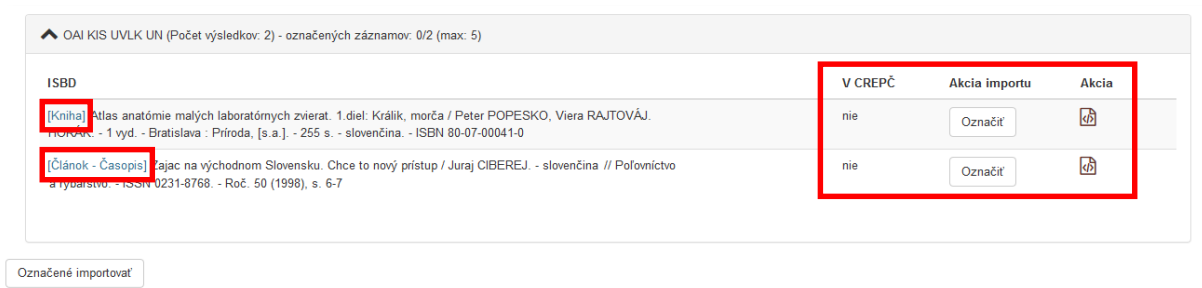 OAI KIS UVLK UN (Počet výsledkov: 2) - označených záznamov: 0/2 (max: 5)
ISBD V CREPČ Akcia importu Akcia
[Kniha] Atlas anatómie malých laboratórnych zvierat. 1.diel: Králik, morča / Peter POPESKO, Viera RAJTOVÁJ. nie Označiť
HORÁK. - 1 vyd. - Bratislava : Príroda, [s.a.]. - 255 s. - slovenčina. - ISBN 80-07-00041-0
[Článok - Časopis] Zajac na východnom Slovensku. Chce to nový prístup / Juraj CIBEREJ. - slovenčina // Poľovníctvo nie Označiť
a rybárstvo. - ISSN 0231-8768. - Roč. 50 (1998), s. 6-7
Označené importovať